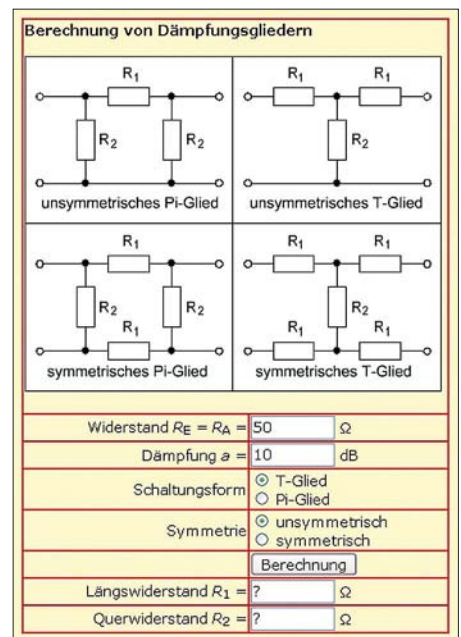 Berechnung von Dämpfungsgliedern
R1
R2
R2
unsymmetrisches Pi-Glied
R1
R1
R2
unsymmetrisches T-Glied
R1
R2
R2
R1
symmetrisches Pi-Glied
R1
R1
R2
R1
R1
symmetrisches T-Glied
Widerstand RE = RA = 50 Ω
Dämpfung a = 10 dB
Schaltungsform T-Glied
Pi-Glied
Symmetrie unsymmetrisch
symmetrisch
Berechnung
Längswiderstand R1 = ? Ω
Querwiderstand R2 = ? Ω